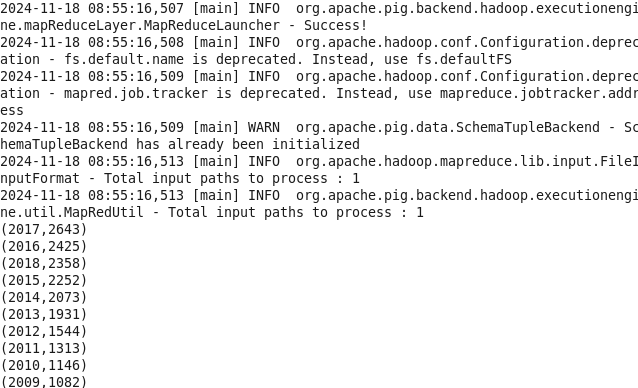 2024-11-18 08:55:16,507 [main] INFO  org.apache.pig.backend.hadoop.executionengi
ne.mapReduceLayer.MapReduceLauncher - Success!
2024-11-18 08:55:16,508 [main] INFO  org.apache.hadoop.conf.Configuration.deprec
ation - fs.default.name is deprecated. Instead, use fs.defaultFS
2024-11-18 08:55:16,509 [main] INFO  org.apache.hadoop.conf.Configuration.deprec
ation - mapred.job.tracker is deprecated. Instead, use mapreduce.jobtracker.addr
ess
2024-11-18 08:55:16,509 [main] WARN  org.apache.pig.data.SchemaTupleBackend - Sc
hemaTupleBackend has already been initialized
2024-11-18 08:55:16,513 [main] INFO  org.apache.hadoop.mapreduce.lib.input.FileI
nputFormat - Total input paths to process : 1
2024-11-18 08:55:16,513 [main] INFO  org.apache.pig.backend.hadoop.executionengi
ne.util.MapRedUtil - Total input paths to process : 1
(2017,2643)
(2016,2425)
(2018,2358)
(2015,2252)
(2014,2073)
(2013,1931)
(2012,1544)
(2011,1313)
(2010,1146)
(2009,1082)